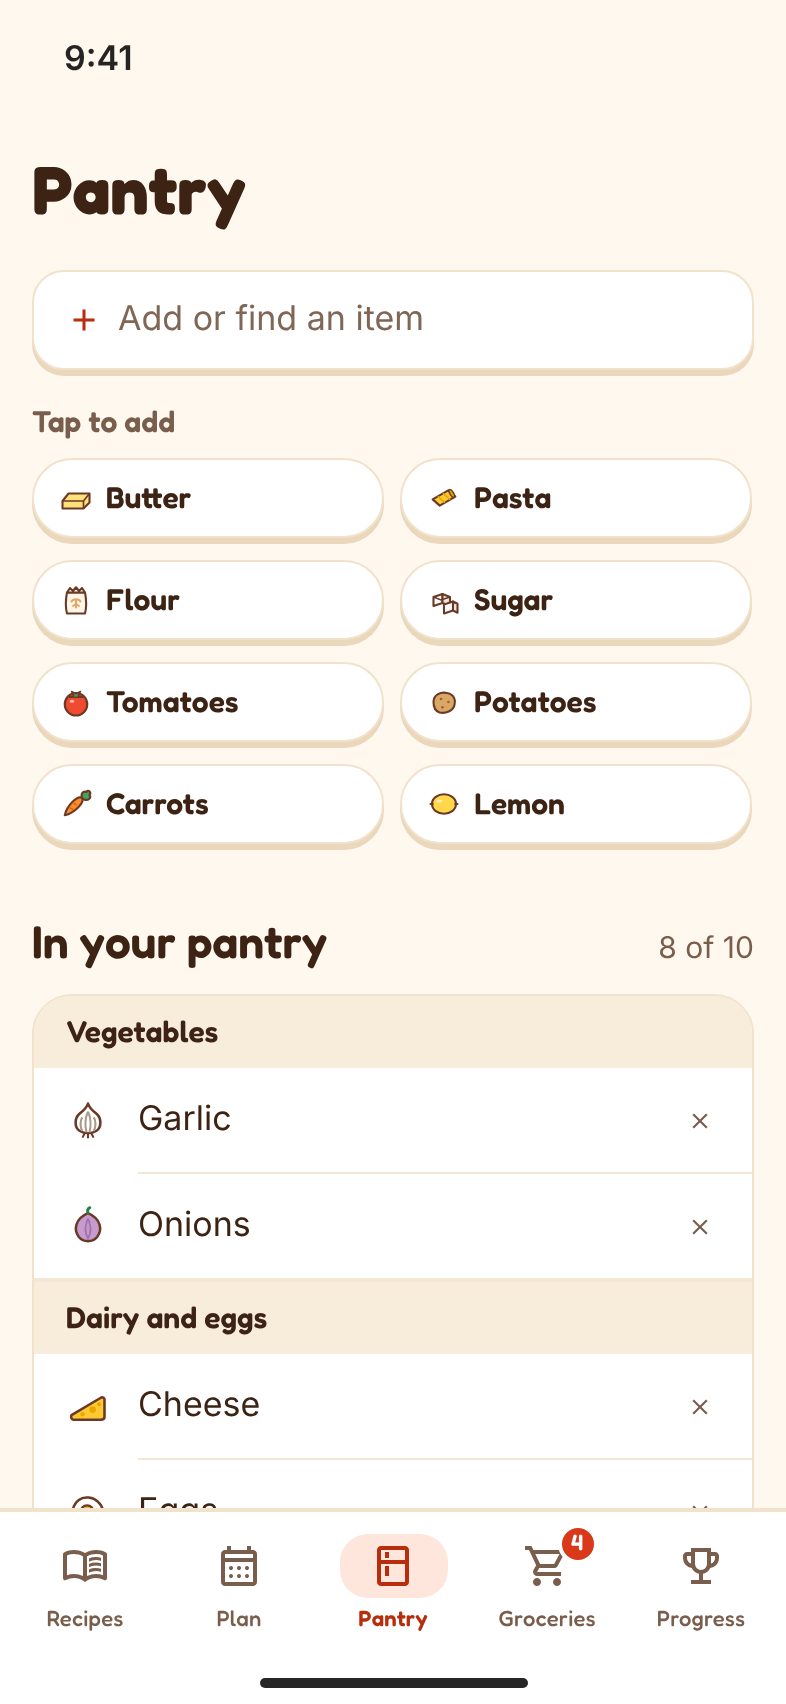 9:41
Pantry
+ Add or find an item
Tap to add
Butter
Pasta
Flour
Sugar
Tomatoes
Potatoes
Carrots
Lemon
In your pantry
8 of 10
Vegetables
Garlic ×
Onions ×
Dairy and eggs
Cheese ×
Eggs
4
Recipes
Plan
Pantry
Groceries
Progress